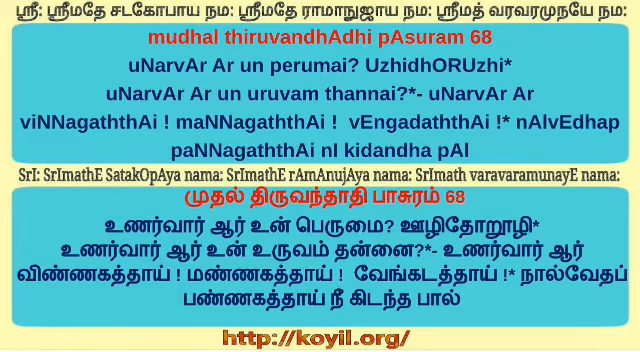 ஸ்ரீ: ஸ்ரீமதே சடகோபாய நம: ஸ்ரீமதே ராமாநுஜாய நம: ஸ்ரீமத் வரவரமுநயே நம:
mudhal thiruvandhAdhi pAsuram 68
uNarvAr Ar un perumai? UzhidhORUzhi*
uNarvAr Ar un uruvam thannai?*- uNarvAr Ar
viNNagaththAi ! maNNagaththAi !  vEngadaththAi !* nAlvEdhap
paNNagaththAi nI kidandha pAl
SrI: SrImathE SatakOpAya nama: SrImathE rAmAnujAya nama: SrImath varavaramunayE nama:
முதல் திருவந்தாதி பாசுரம் 68
உணர்வார் ஆர் உன் பெருமை? ஊழிதோறூழி*
உணர்வார் ஆர் உன் உருவம் தன்னை?*- உணர்வார் ஆர்
விண்ணகத்தாய் ! மண்ணகத்தாய் !  வேங்கடத்தாய் !* நால்வேதப்
பண்ணகத்தாய் நீ கிடந்த பால்
http://koyil.org/